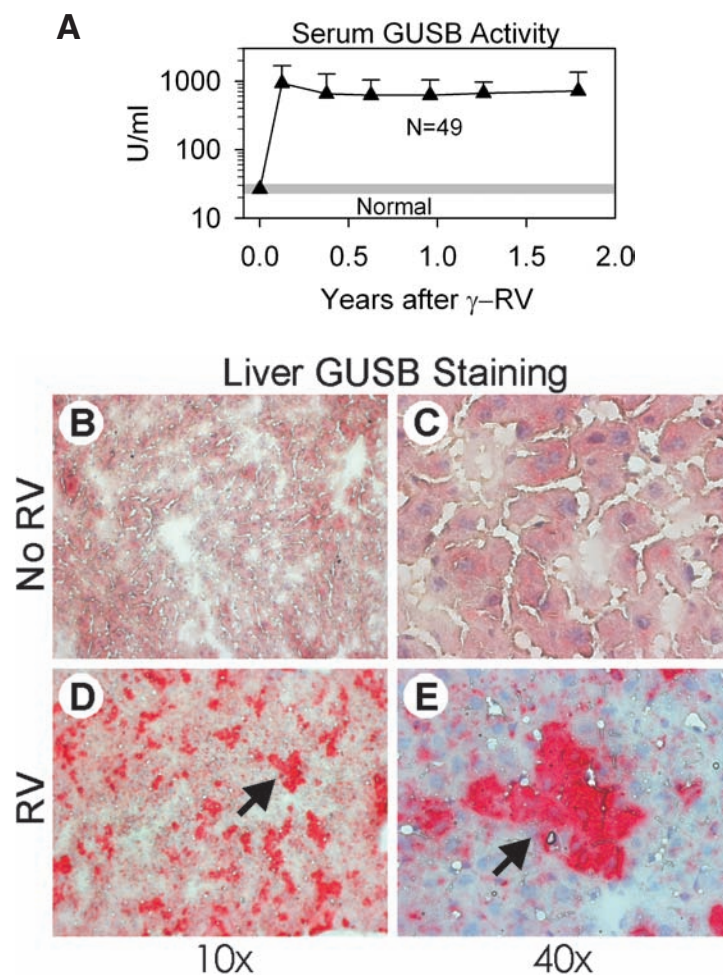 A
Serum GUSB Activity
1000
100
10
U/ml
N=49
Normal
0.0 0.5 1.0 1.5 2.0
Years after γ–RV
Liver GUSB Staining
No RV
B
C
RV
D
E
10x
40x